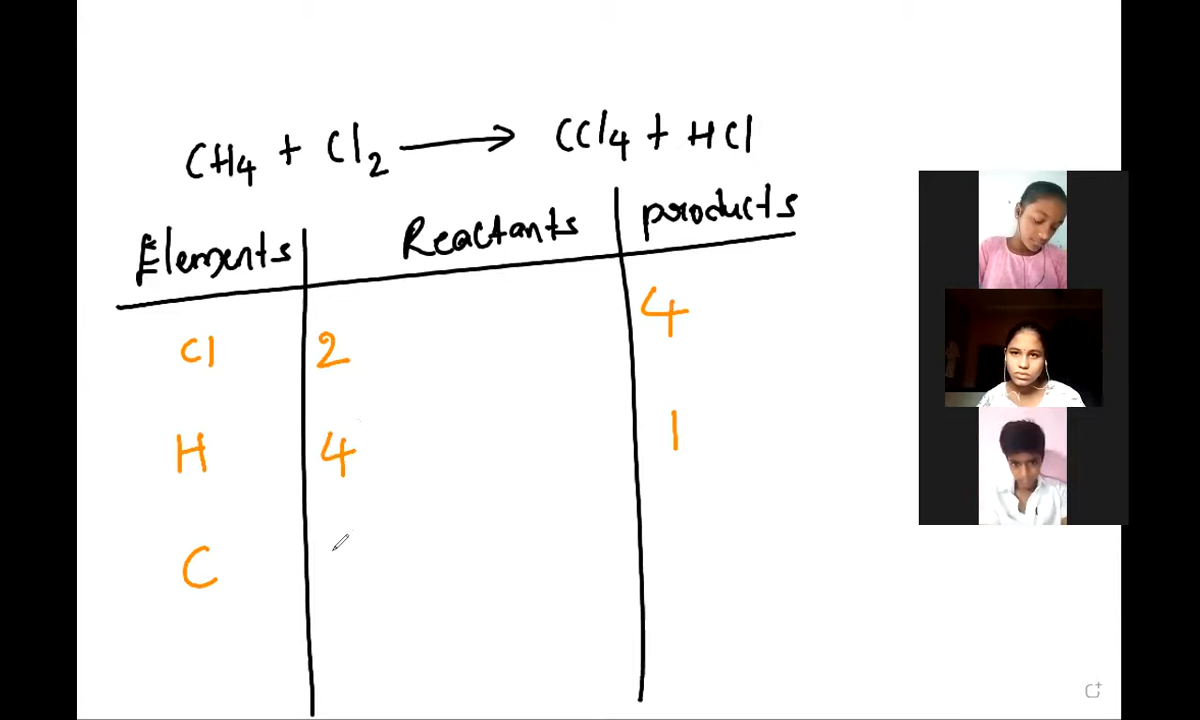 CH4 + Cl2 → CCl4 + HCl
Elements Reactants products
Cl 2 4
H 4 1
C